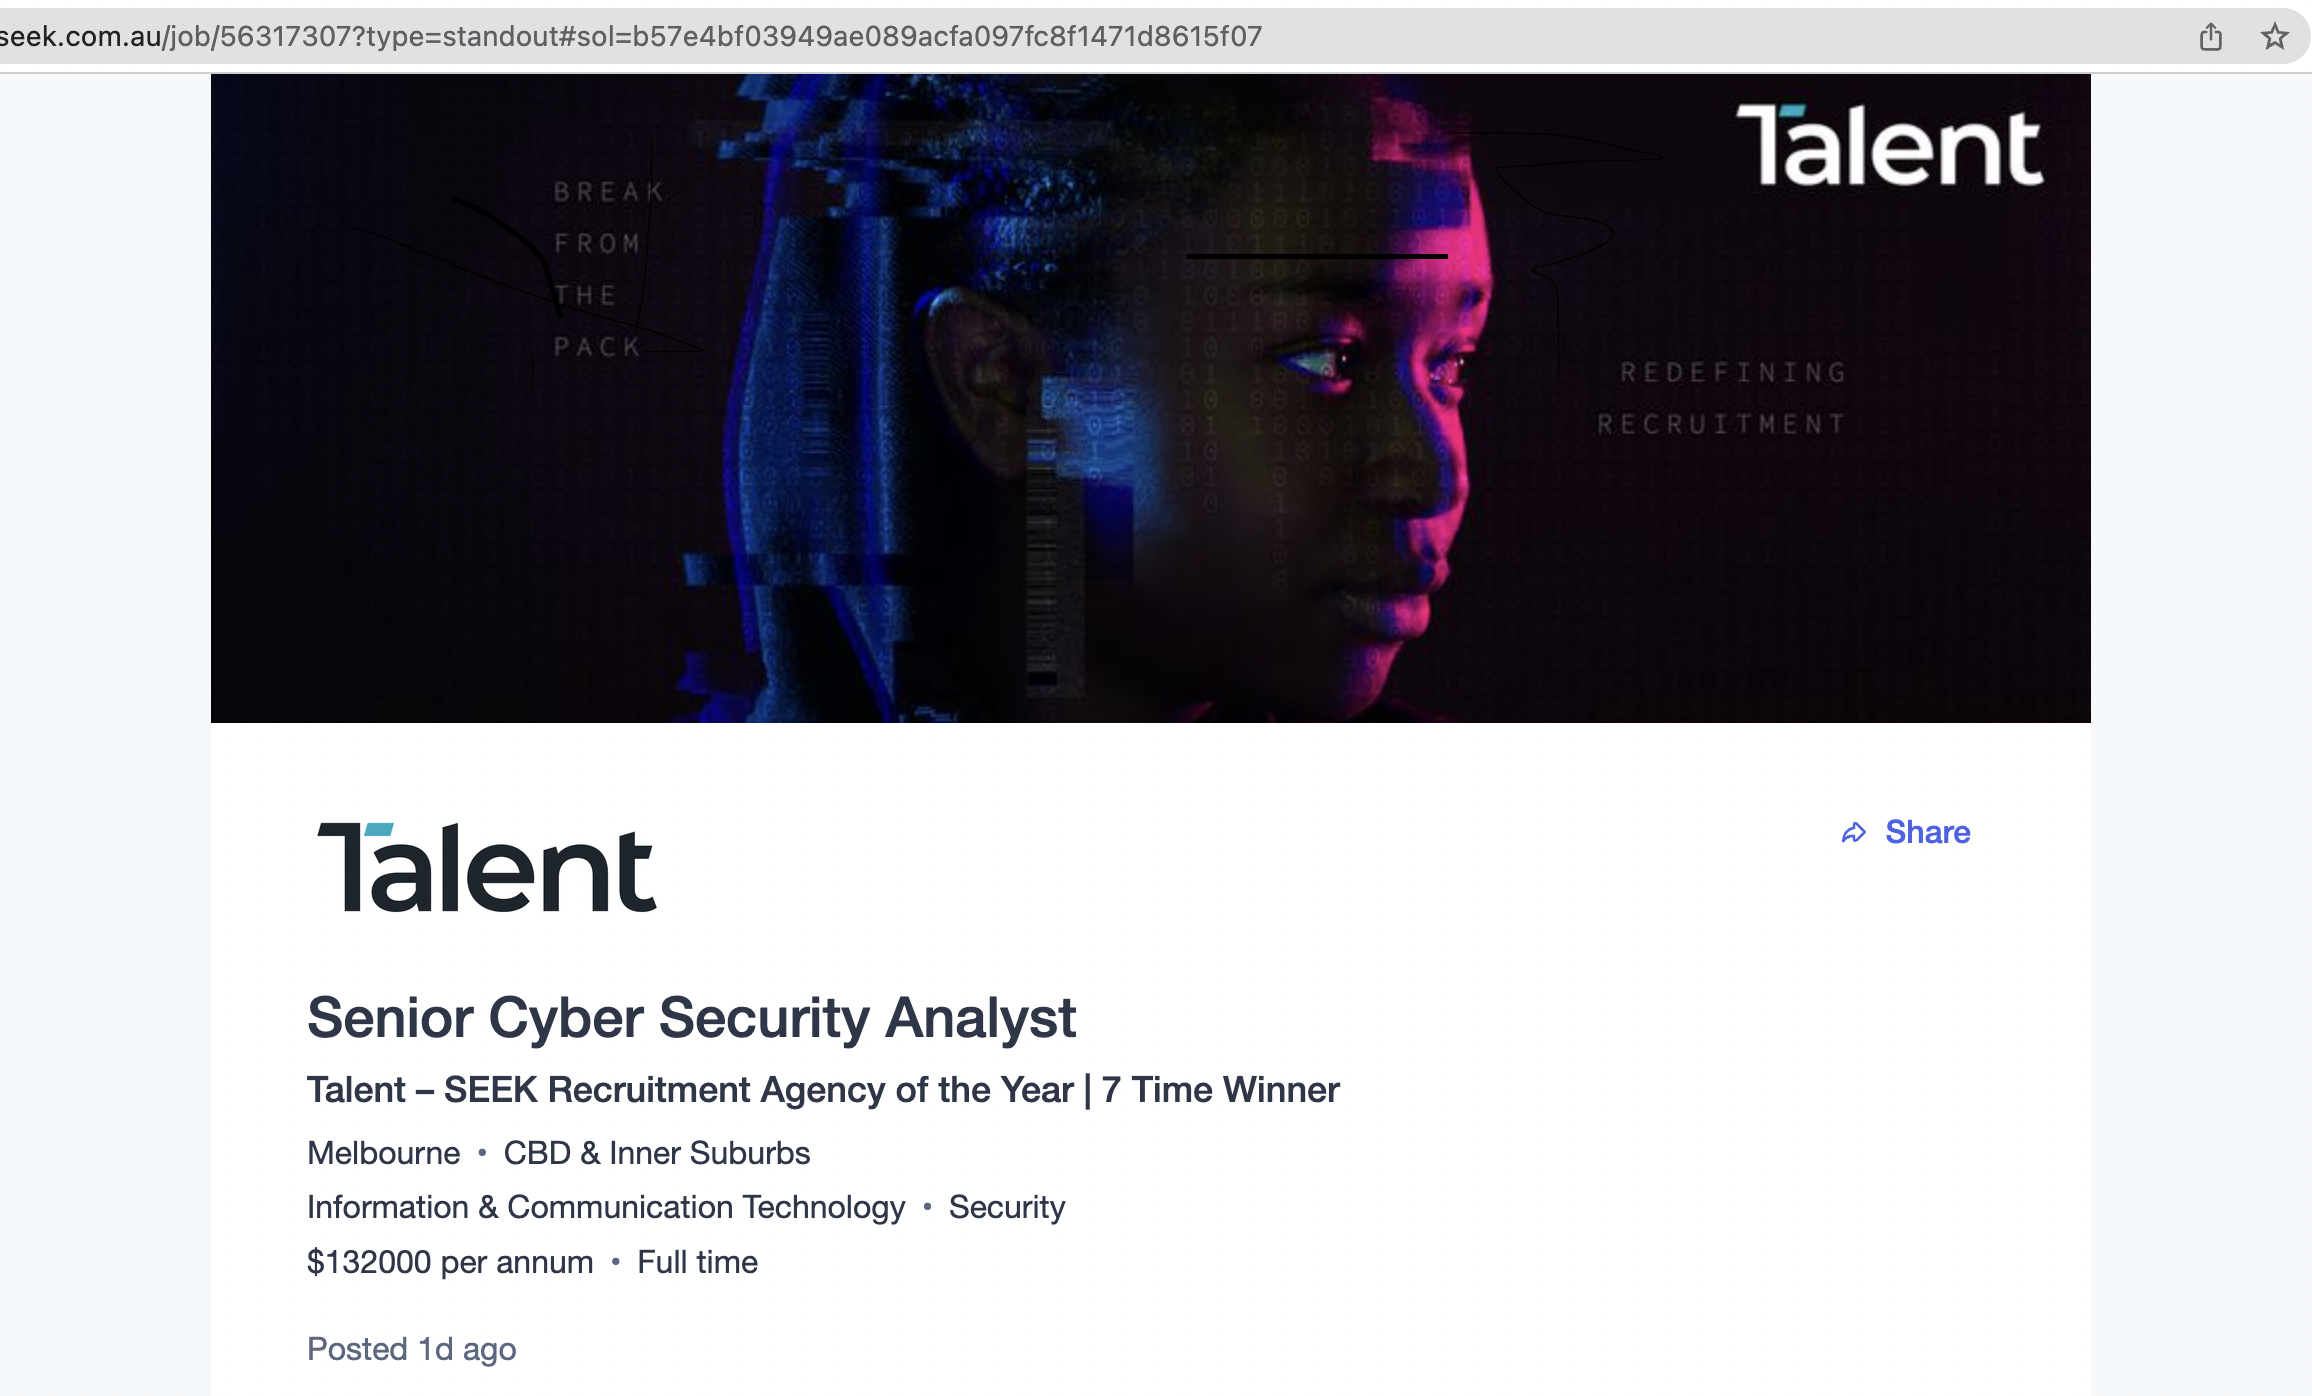 seek.com.au/job/56317307?type=standout#sol=b57e4bf03949ae089acfa097fc8f1471d8615f07
Talent
BREAK
FROM
THE
PACK
REDEFINING
RECRUITMENT
Talent
Share
Senior Cyber Security Analyst
Talent – SEEK Recruitment Agency of the Year | 7 Time Winner
Melbourne • CBD & Inner Suburbs
Information & Communication Technology • Security
$132000 per annum • Full time
Posted 1d ago